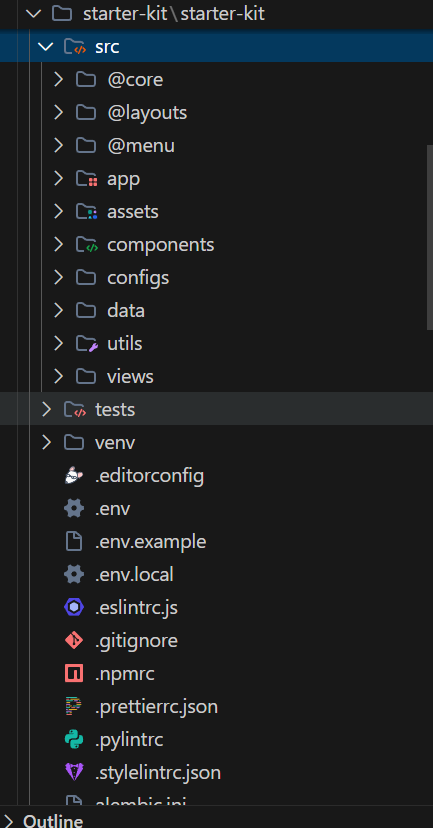 starter-kit\starter-kit
src
@core
@layouts
@menu
app
assets
components
configs
data
utils
views
tests
venv
.editorconfig
.env
.env.example
.env.local
.eslintrc.js
.gitignore
.npmrc
.prettierrc.json
.pylintrc
.stylelintrc.json
alembic.ini
Outline